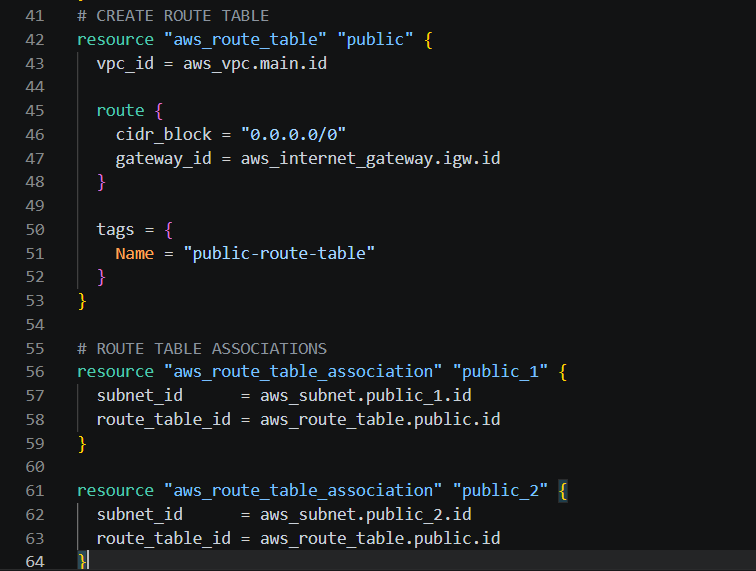 41 # CREATE ROUTE TABLE
42 resource "aws_route_table" "public" {
43   vpc_id = aws_vpc.main.id
44
45   route {
46     cidr_block = "0.0.0.0/0"
47     gateway_id = aws_internet_gateway.igw.id
48   }
49
50   tags = {
51     Name = "public-route-table"
52   }
53 }
54
55 # ROUTE TABLE ASSOCIATIONS
56 resource "aws_route_table_association" "public_1" {
57   subnet_id      = aws_subnet.public_1.id
58   route_table_id = aws_route_table.public.id
59 }
60
61 resource "aws_route_table_association" "public_2" {
62   subnet_id      = aws_subnet.public_2.id
63   route_table_id = aws_route_table.public.id
64 }